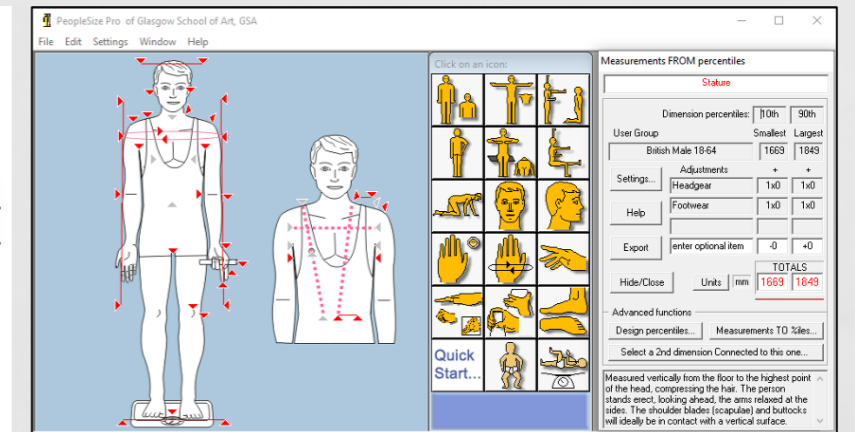 PeopleSize Pro of Glasgow School of Art, GSA
File Edit Settings Window Help
Click on an icon:
Quick
Start...
Measurements FROM percentiles
Stature
Dimension percentiles: 10th 90th
User Group Smallest Largest
British Male 18-64 1669 1849
Adjustments + +
Settings... Headgear 1x0 1x0
Help Footwear 1x0 1x0
Export enter optional item -0 +0
TOTALS
Hide/Close Units mm 1669 1849
Advanced functions
Design percentiles... Measurements TO %iles...
Select a 2nd dimension Connected to this one...
Measured vertically from the floor to the highest point
of the head, compressing the hair. The person
stands erect, looking ahead, the arms relaxed at the
sides. The shoulder blades (scapulae) and buttocks
will ideally be in contact with a vertical surface.